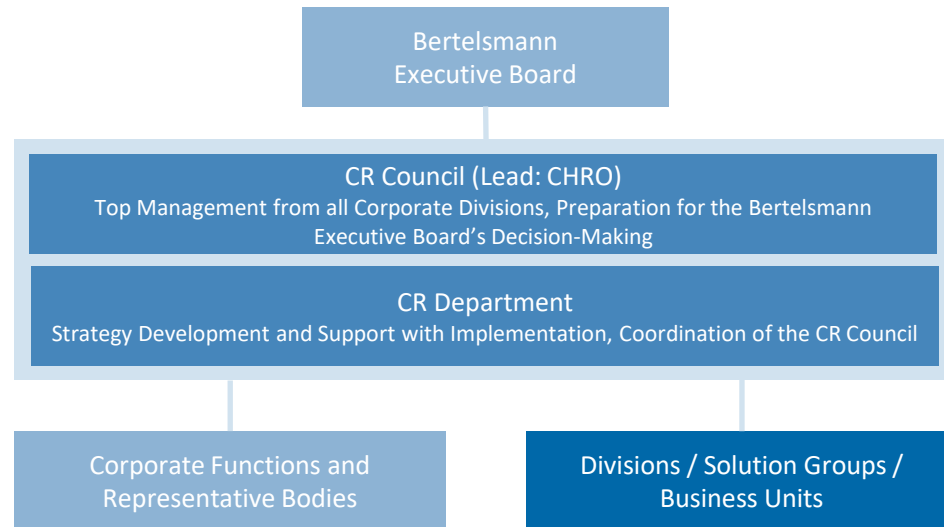 Bertelsmann
Executive Board
CR Council (Lead: CHRO)
Top Management from all Corporate Divisions, Preparation for the Bertelsmann
Executive Board’s Decision-Making
CR Department
Strategy Development and Support with Implementation, Coordination of the CR Council
Corporate Functions and
Representative Bodies
Divisions / Solution Groups /
Business Units